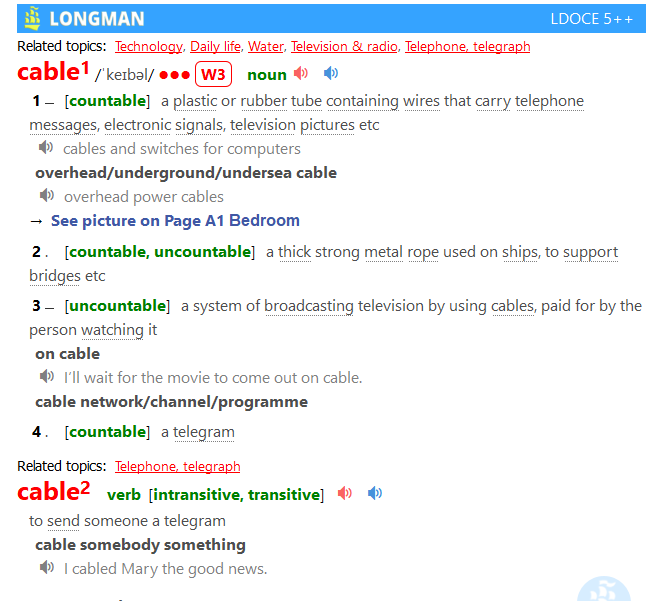 LONGMAN LDOCE 5++
Related topics: Technology, Daily life, Water, Television & radio, Telephone, telegraph
cable1 /ˈkeɪbəl/ ●●● W3 noun
1 – [countable] a plastic or rubber tube containing wires that carry telephone
messages, electronic signals, television pictures etc
cables and switches for computers
overhead/underground/undersea cable
overhead power cables
→ See picture on Page A1 Bedroom
2 . [countable, uncountable] a thick strong metal rope used on ships, to support
bridges etc
3 – [uncountable] a system of broadcasting television by using cables, paid for by the
person watching it
on cable
I’ll wait for the movie to come out on cable.
cable network/channel/programme
4 . [countable] a telegram
Related topics: Telephone, telegraph
cable2 verb [intransitive, transitive]
to send someone a telegram
cable somebody something
I cabled Mary the good news.